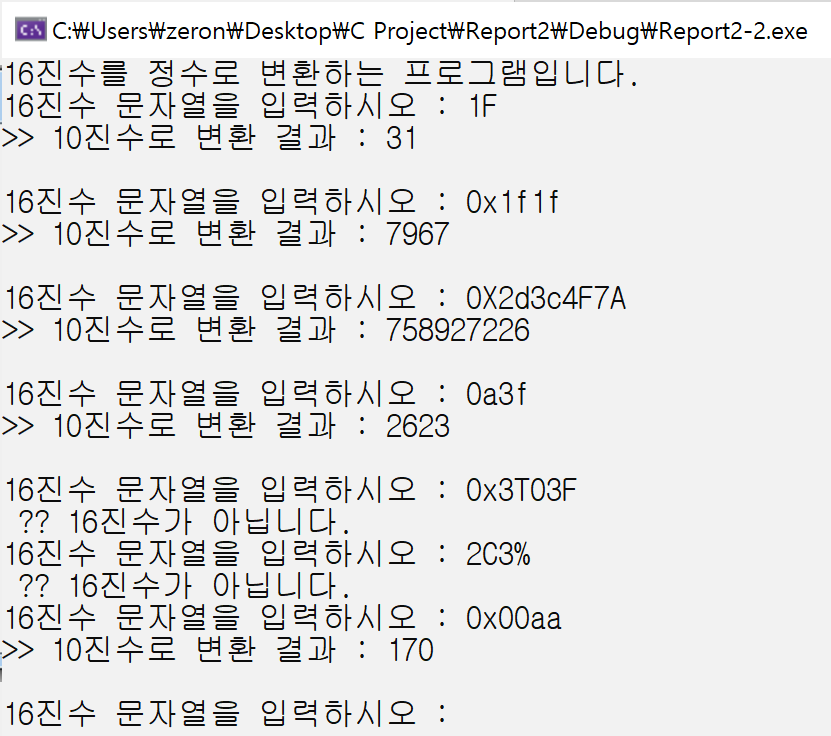 C:\Users\zeron\Desktop\C Project\Report2\Debug\Report2-2.exe
16진수를 정수로 변환하는 프로그램입니다.
16진수 문자열을 입력하시오 : 1F
>> 10진수로 변환 결과 : 31
16진수 문자열을 입력하시오 : 0x1f1f
>> 10진수로 변환 결과 : 7967
16진수 문자열을 입력하시오 : 0X2d3c4F7A
>> 10진수로 변환 결과 : 758927226
16진수 문자열을 입력하시오 : 0a3f
>> 10진수로 변환 결과 : 2623
16진수 문자열을 입력하시오 : 0x3T03F
?? 16진수가 아닙니다.
16진수 문자열을 입력하시오 : 2C3%
?? 16진수가 아닙니다.
16진수 문자열을 입력하시오 : 0x00aa
>> 10진수로 변환 결과 : 170
16진수 문자열을 입력하시오 :